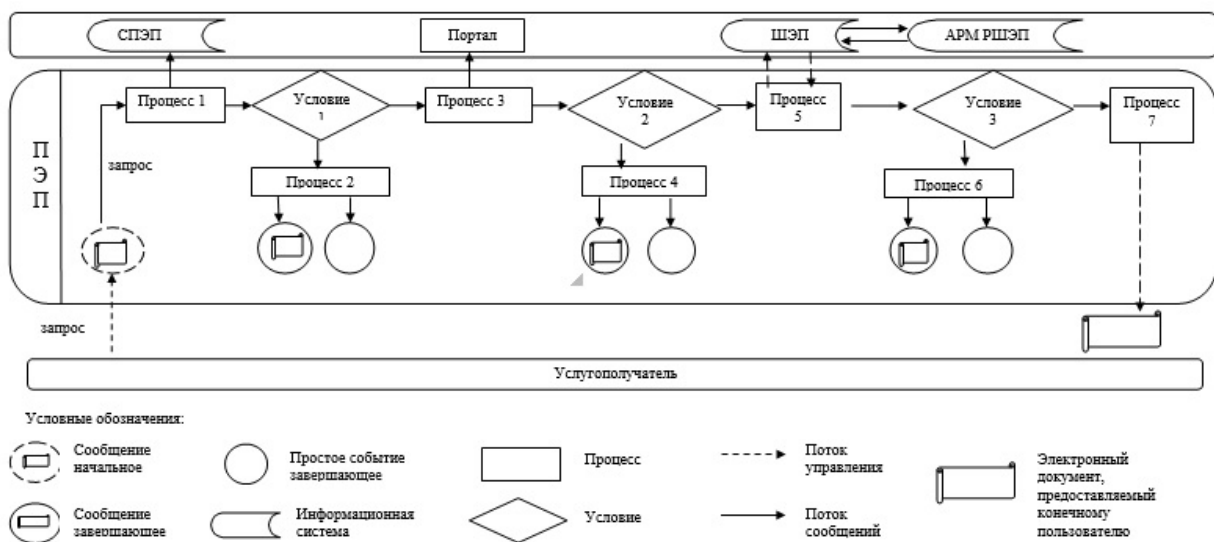 СПЭП
Портал
ШЭП
АРМ РШЭП
ПЭП
Процесс 1
Условие
1
Процесс 3
Условие
2
Процесс
5
Условие
3
Процесс
7
запрос
Процесс 2
Процесс 4
Процесс 6
запрос
Услугополучатель
Условные обозначения:
Сообщение
начальное
Простое событие
завершающее
Процесс
Поток
управления
Электронный
документ,
предоставляемый
конечному
пользователю
Сообщение
завершающее
Информационная
система
Условие
Поток
сообщений